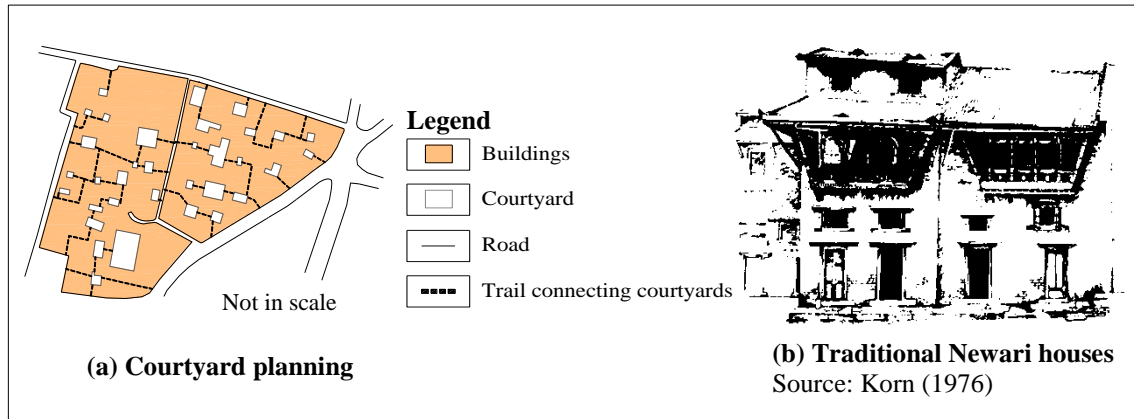 Legend
Buildings
Courtyard
Road
Trail connecting courtyards
Not in scale
(a) Courtyard planning
(b) Traditional Newari houses
Source: Korn (1976)